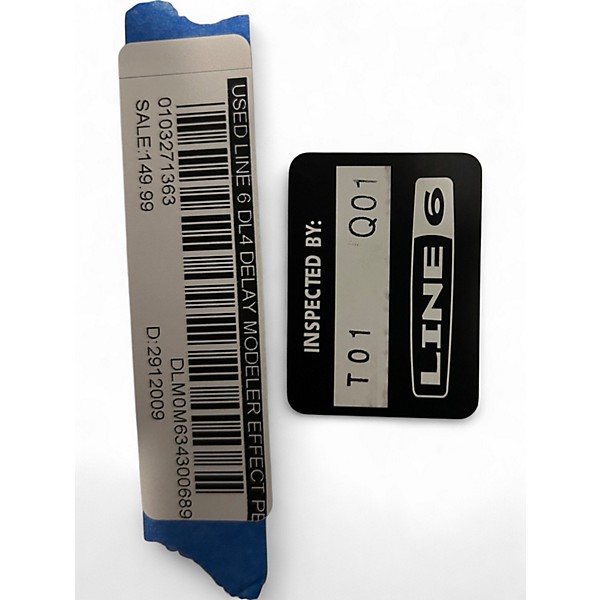 USED LINE 6 DL4 DELAY MODELER EFFECT PE
0103271363
SALE:149.99
DLM0M634300689
D:2912009
INSPECTED BY:
T01 Q01
LINE 6